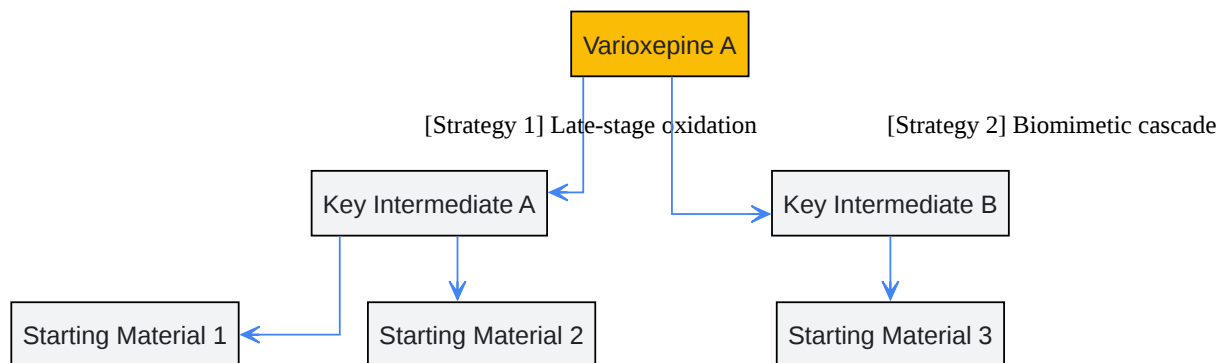 Varioxepine A
[Strategy 1] Late-stage oxidation
[Strategy 2] Biomimetic cascade
Key Intermediate A
Key Intermediate B
Starting Material 1
Starting Material 2
Starting Material 3